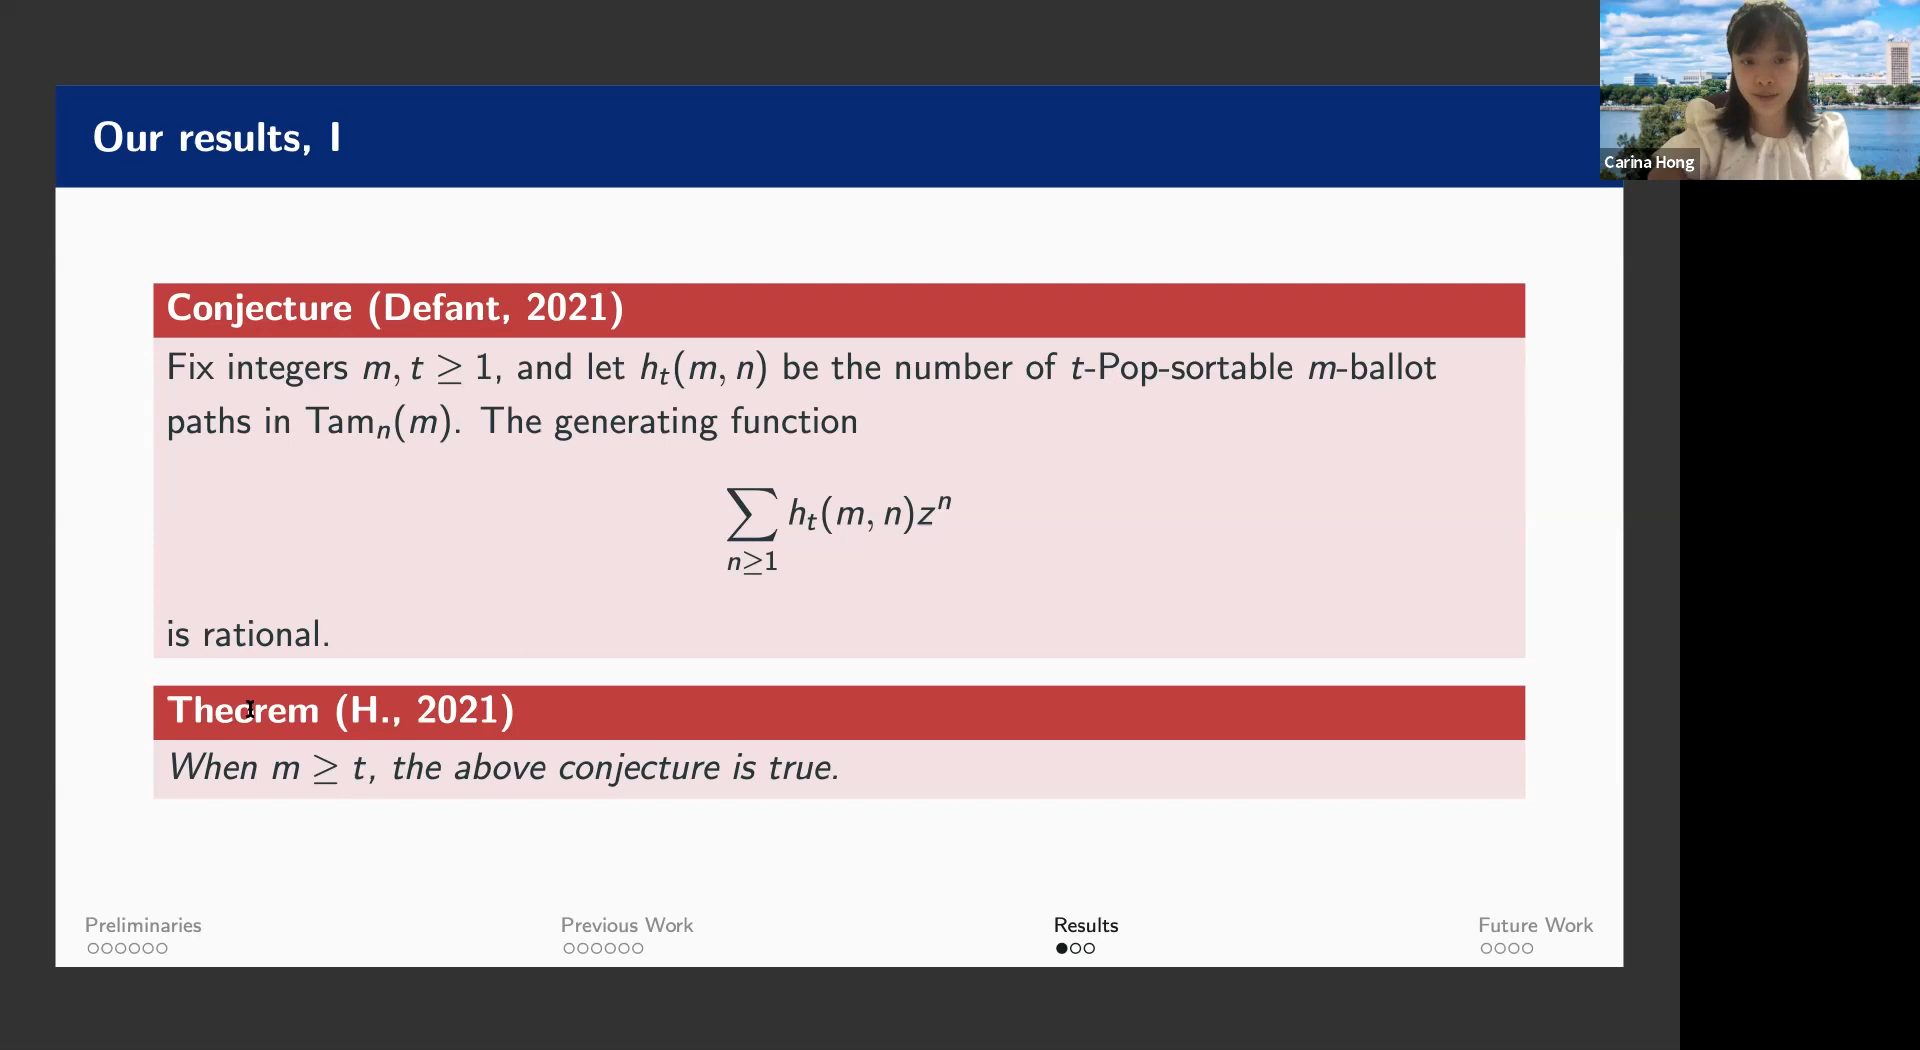 Our results, I
Carina Hong
Conjecture (Defant, 2021)
Fix integers m, t ≥ 1, and let hₜ(m, n) be the number of t-Pop-sortable m-ballot
paths in Tamₙ(m). The generating function
∑ hₜ(m, n)zⁿ
n≥1
is rational.
Theorem (H., 2021)
When m ≥ t, the above conjecture is true.
Preliminaries
Previous Work
Results
Future Work